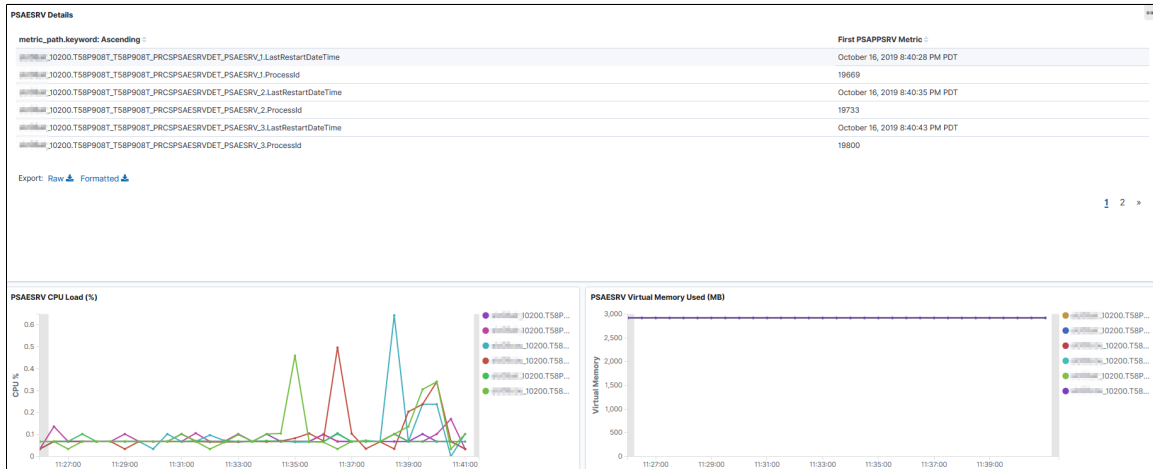 PSAESRV Details
metric_path.keyword: Ascending First PSAPPSRV Metric
_10200.T58P908T_T58P908T_PRCSPSAESRVDET_PSAESRV_1.LastRestartDateTime October 16, 2019 8:40:28 PM PDT
_10200.T58P908T_T58P908T_PRCSPSAESRVDET_PSAESRV_1.ProcessId 19669
_10200.T58P908T_T58P908T_PRCSPSAESRVDET_PSAESRV_2.LastRestartDateTime October 16, 2019 8:40:35 PM PDT
_10200.T58P908T_T58P908T_PRCSPSAESRVDET_PSAESRV_2.ProcessId 19733
_10200.T58P908T_T58P908T_PRCSPSAESRVDET_PSAESRV_3.LastRestartDateTime October 16, 2019 8:40:43 PM PDT
_10200.T58P908T_T58P908T_PRCSPSAESRVDET_PSAESRV_3.ProcessId 19800
Export: Raw Formatted
1 2 »
PSAESRV CPU Load (%)
CPU %
0.6
0.5
0.4
0.3
0.2
0.1
0
11:27:00 11:29:00 11:31:00 11:33:00 11:35:00 11:37:00 11:39:00 11:41:00
_10200.T58P...
_10200.T58P...
_10200.T58...
_10200.T58...
_10200.T58P...
_10200.T58...
PSAESRV Virtual Memory Used (MB)
Virtual Memory
3,000
2,500
2,000
1,500
1,000
500
0
11:27:00 11:29:00 11:31:00 11:33:00 11:35:00 11:37:00 11:39:00
_10200.T58P...
_10200.T58P...
_10200.T58...
_10200.T58...
_10200.T58P...
_10200.T58...